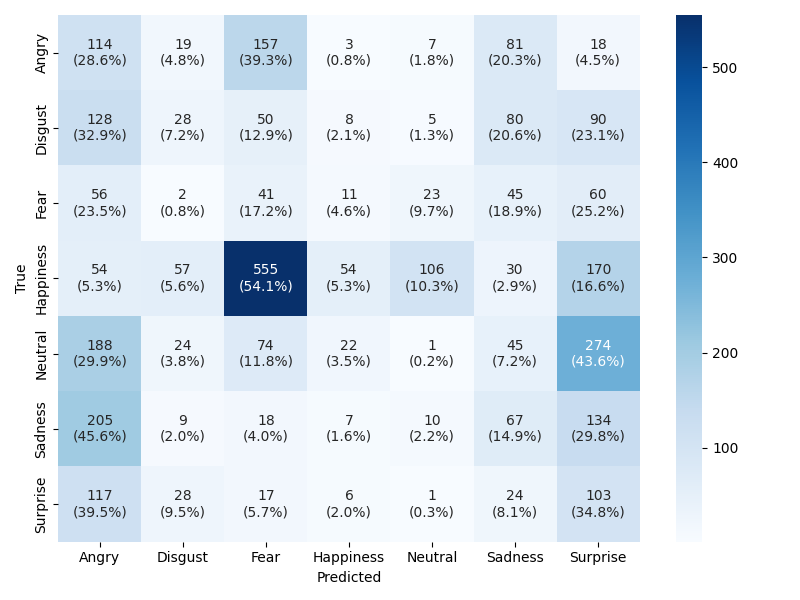 114 19 157 3 7 81 18
(28.6%) (4.8%) (39.3%) (0.8%) (1.8%) (20.3%) (4.5%)
128 28 50 8 5 80 90
(32.9%) (7.2%) (12.9%) (2.1%) (1.3%) (20.6%) (23.1%)
56 2 41 11 23 45 60
(23.5%) (0.8%) (17.2%) (4.6%) (9.7%) (18.9%) (25.2%)
54 57 555 54 106 30 170
(5.3%) (5.6%) (54.1%) (5.3%) (10.3%) (2.9%) (16.6%)
188 24 74 22 1 45 274
(29.9%) (3.8%) (11.8%) (3.5%) (0.2%) (7.2%) (43.6%)
205 9 18 7 10 67 134
(45.6%) (2.0%) (4.0%) (1.6%) (2.2%) (14.9%) (29.8%)
117 28 17 6 1 24 103
(39.5%) (9.5%) (5.7%) (2.0%) (0.3%) (8.1%) (34.8%)
Angry
Disgust
Fear
Happiness
Neutral
Sadness
Surprise
True
Angry Disgust Fear Happiness Neutral Sadness Surprise
Predicted
500
400
300
200
100